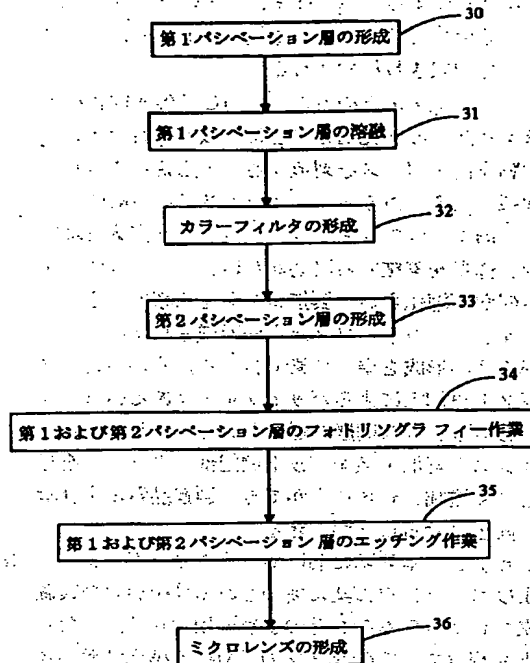 30
第1パシベーション層の形成
31
第1パシベーション層の溶融
32
カラーフィルタの形成
33
第2パシベーション層の形成
34
第1および第2パシベーション層のフォトリソグラフィー作業
35
第1および第2パシベーション層のエッチング作業
36
ミクロレンズの形成